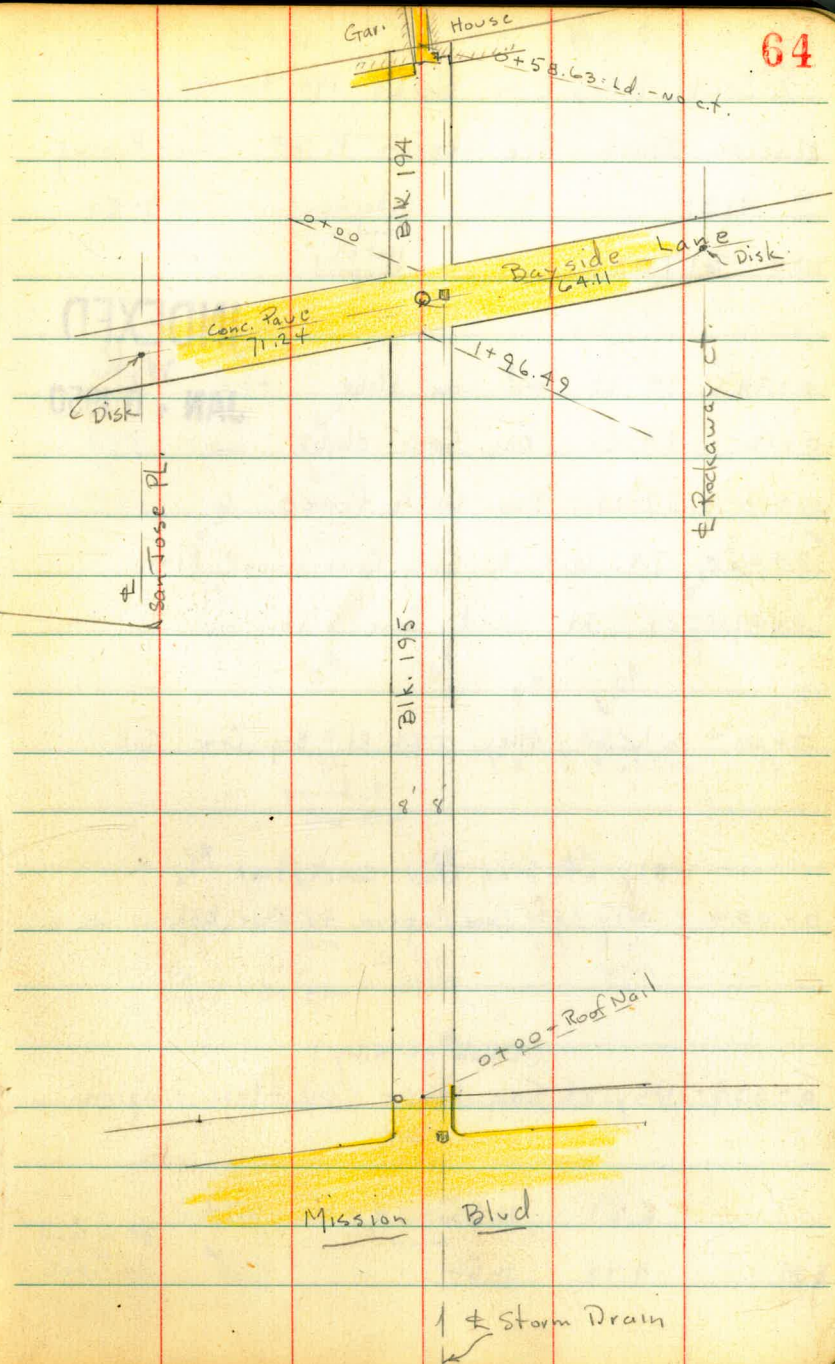 64
Gar. House
0+58.63=Ld.-No c.t.
Blk. 194
0+00
Bayside Lane
64.11
Disk
Conc. Pave
71.24
1+96.49
Disk
℄ San Jose PL.
℄ Rockaway ct.
Blk. 195
8 8
0+00 - Roof Nail
Mission Blvd
℄ Storm Drain